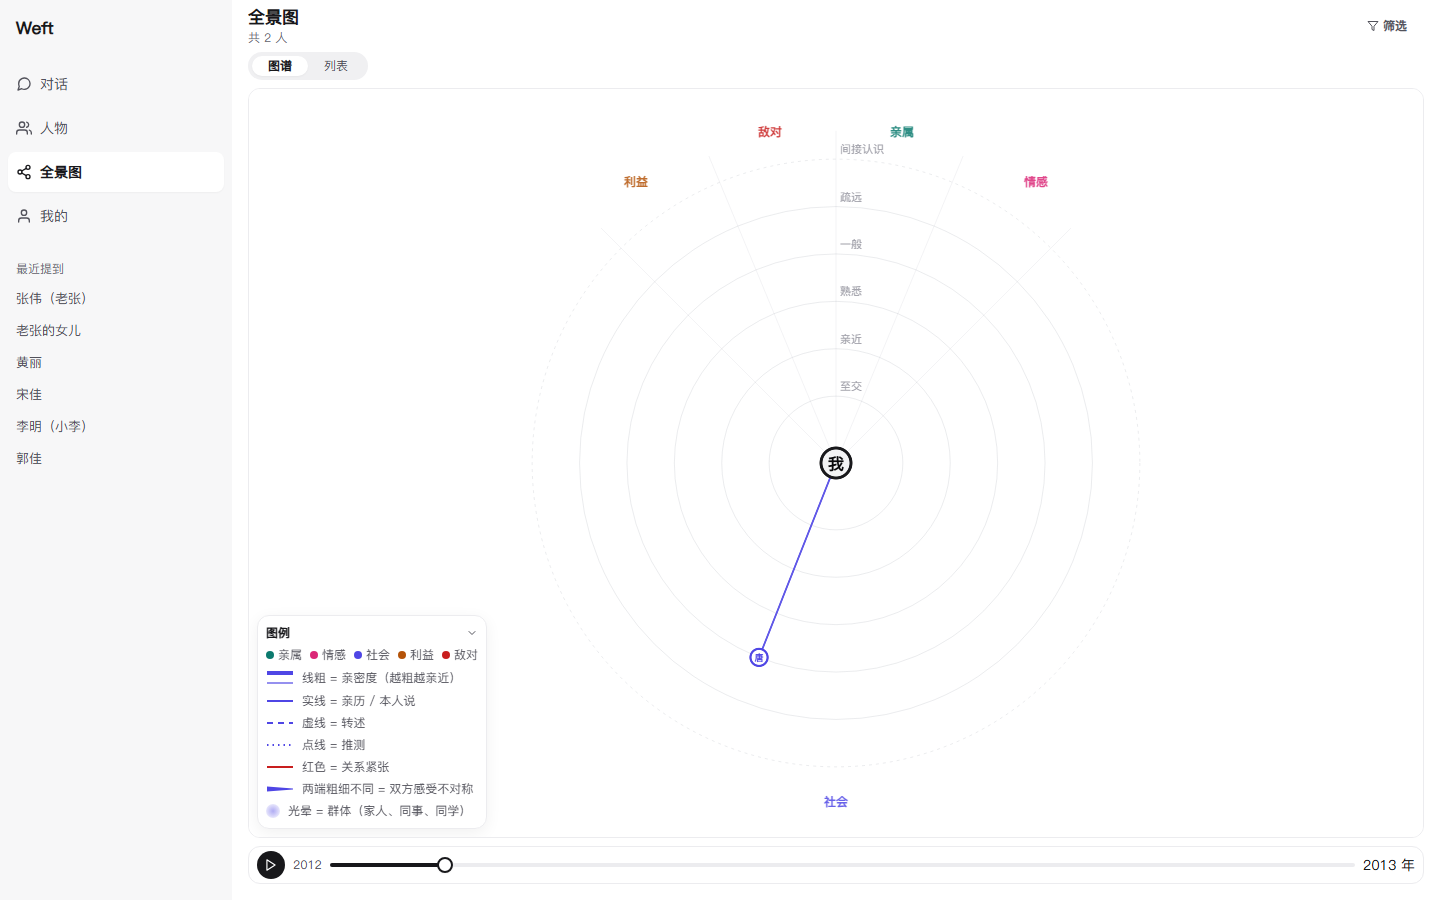 Weft
对话
人物
全景图
我的
最近提到
张伟（老张）
老张的女儿
黄丽
宋佳
李明（小李）
郭佳
全景图
共 2 人
筛选
图谱 列表
敌对 亲属
间接认识
利益 情感
疏远
一般
熟悉
亲近
至交
我
唐
社会
图例
亲属 情感 社会 利益 敌对
线粗 = 亲密度（越粗越亲近）
实线 = 亲历 / 本人说
虚线 = 转述
点线 = 推测
红色 = 关系紧张
两端粗细不同 = 双方感受不对称
光晕 = 群体（家人、同事、同学）
2012 2013 年